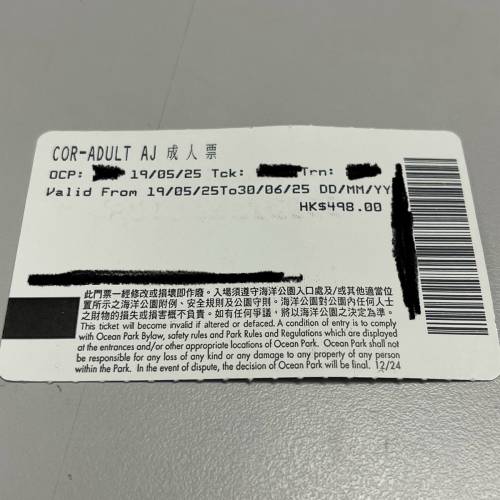 COR-ADULT AJ 成人票
OCP: 19/05/25 Tck: Trn:
Valid From 19/05/25To30/06/25 DD/MM/YY
HK$498.00
此門票一經修改或損壞即作廢。入場須遵守海洋公園入口處及/或其他適當位
置所示之海洋公園附例、安全規則及公園守則。海洋公園對公園內任何人士
之財物的損失或損害概不負責。如有任何爭議，將以海洋公園之決定為準。
This ticket will become invalid if altered or defaced. A condition of entry is to comply
with Ocean Park Bylaw, safety rules and Park Rules and Regulations which are displayed
at the entrances and/or other appropriate locations of Ocean Park. Ocean Park shall not
be responsible for any loss of any kind or any damage to any property of any person
within the Park. In the event of dispute, the decision of Ocean Park will be final. 12/24